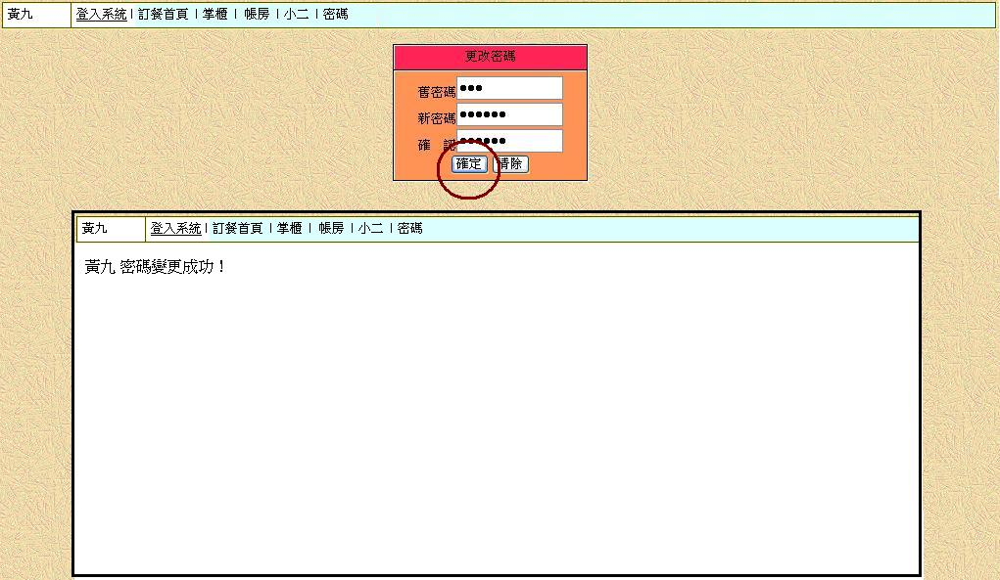 黃九 登入系統 | 訂餐首頁 | 掌櫃 | 帳房 | 小二 | 密碼
更改密碼
舊密碼 ●●●
新密碼 ●●●●●●
確 認 ●●●●●●
確定 清除
黃九 登入系統 | 訂餐首頁 | 掌櫃 | 帳房 | 小二 | 密碼
黃九 密碼變更成功！